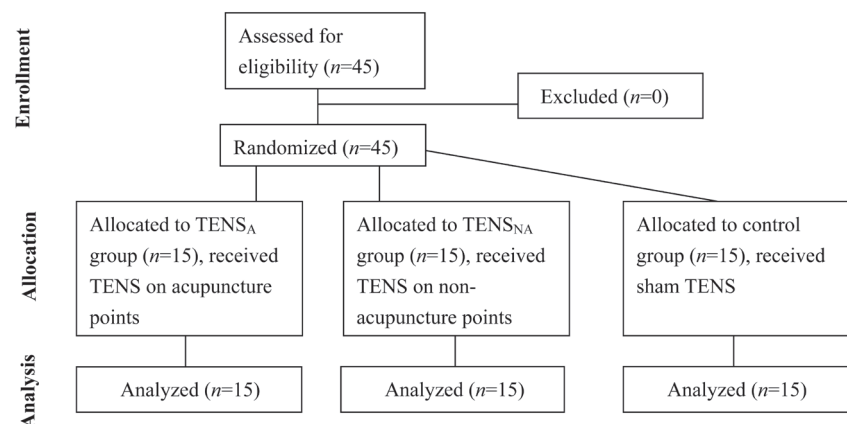 Enrollment
Assessed for
eligibility (n=45)
Excluded (n=0)
Randomized (n=45)
Allocation
Allocated to TENSA
group (n=15), received
TENS on acupuncture
points
Allocated to TENSNA
group (n=15), received
TENS on non-
acupuncture points
Allocated to control
group (n=15), received
sham TENS
Analysis
Analyzed (n=15)
Analyzed (n=15)
Analyzed (n=15)